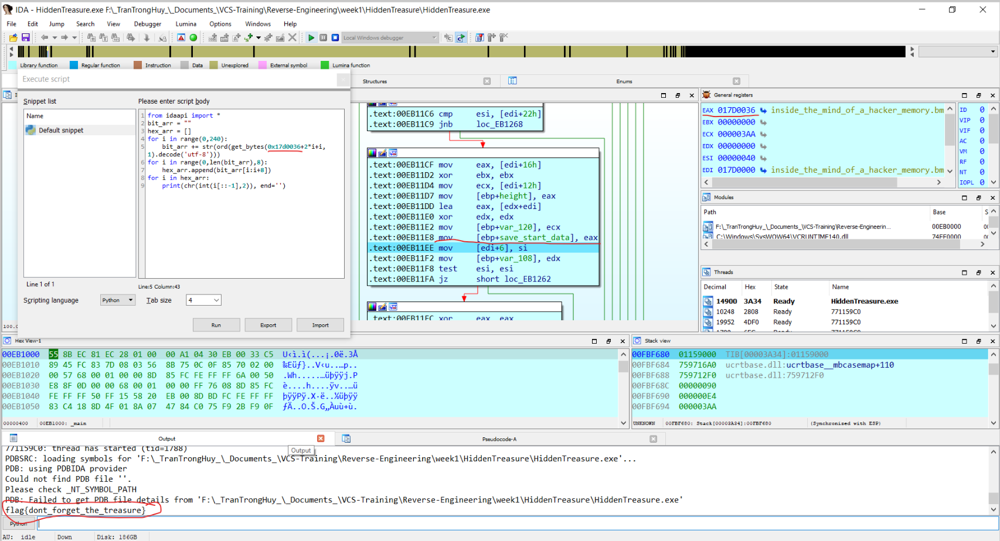 IDA - HiddenTreasure.exe F:\_TranTrongHuy_\_Documents_\VCS-Training\Reverse-Engineering\week1\HiddenTreasure\HiddenTreasure.exe
File Edit Jump Search View Debugger Lumina Options Windows Help
Local Windows debugger
Library function Regular function Instruction Data Unexplored External symbol Lumina function
Execute script
Snippet list
Name
Default snippet
Line 1 of 1
Please enter script body
1 from idaapi import *
2 bit_arr = ""
3 hex_arr = []
4 for i in range(0,240):
5 bit_arr += str(ord(get_bytes(0x17d0036+2*i+i,
1).decode('utf-8')))
6 for i in range(0,len(bit_arr),8):
7 hex_arr.append(bit_arr[i:i+8])
8 for i in hex_arr:
9 print(chr(int(i[::-1],2)), end='')
Line:5 Column:43
Scripting language Python Tab size 4
Run Export Import
100.0
Structures Enums
.text:00EB11C6 cmp esi, [edi+22h]
.text:00EB11C9 jnb loc_EB1268
.text:00EB11CF mov eax, [edi+16h]
.text:00EB11D2 xor ebx, ebx
.text:00EB11D4 mov ecx, [edi+12h]
.text:00EB11D7 mov [ebp+height], eax
.text:00EB11DD lea eax, [edx+edi]
.text:00EB11E0 xor edx, edx
.text:00EB11E2 mov [ebp+var_120], ecx
.text:00EB11E8 mov [ebp+save_start_data], eax
.text:00EB11EE mov [edi+6], si
.text:00EB11F2 mov [ebp+var_108], edx
.text:00EB11F8 test esi, esi
.text:00EB11FA jz short loc_EB1262
.text:00EB11FC xor eax, eax
General registers
EAX 017D0036 inside_the_mind_of_a_hacker_memory.bm
EBX 00000000
ECX 000003AA
EDX 00000000
ESI 00000040
EDI 017D0000 inside_the_mind_of_a_hacker_memory.bm
ID 0
VIP 0
VIF 0
AC 0
VM 0
RF 0
NT 0
IOPL 0
Modules
Path Base S
F:\_TranTrongHuy_\_Documents_\VCS-Training\Reverse-Engineerin... 00EB0000
C:\Windows\SysWOW64\VCRUNTIME140.dll 74FF0000
Threads
Decimal Hex State Name
14900 3A34 Ready HiddenTreasure.exe
10248 2808 Ready 771159C0
19952 4DF0 Ready 771159C0
1788 6FC Ready 771159C0
Hex View-1
00EB1000 55 8B EC 81 EC 28 01 00 00 A1 04 30 EB 00 33 C5 U‹ì.ì(...¡.0ë.3Å
00EB1010 89 45 FC 83 7D 08 03 56 8B 75 0C 0F 85 70 02 00 ‰Eüƒ}..V‹u..…p..
00EB1020 00 57 68 00 01 00 00 8D 85 FC FE FF FF 6A 00 50 .Wh.....…üþÿÿj.P
00EB1030 E8 8F 0D 00 00 68 00 01 00 00 FF 76 08 8D 85 FC è....h....ÿv..…ü
00EB1040 FE FF FF 50 FF 15 58 20 EB 00 8D BD FC FE FF FF þÿÿPÿ.X·ë..½üþÿÿ
00EB1050 83 C4 18 8D 4F 01 8A 07 47 84 C0 75 F9 2B F9 0F ƒÄ..O.Š.G„Àuù+ù.
00000400 00EB1000: _main
Stack view
00FBF680 01159000 TIB[00003A34]:01159000
00FBF684 759716A0 ucrtbase.dll:ucrtbase__mbcasemap+110
00FBF688 759712F0 ucrtbase.dll:759712F0
00FBF68C 00000090
00FBF690 000000E4
00FBF694 000003AA
UNKNOWN 00FBF680: Stack[00003A34]:00FBF680 (Synchronized with ESP)
Output Pseudocode-A
Output
771159C0: thread has started (tid=1788)
PDBSRC: loading symbols for 'F:\_TranTrongHuy_\_Documents_\VCS-Training\Reverse-Engineering\week1\HiddenTreasure\HiddenTreasure.exe'...
PDB: using PDBIDA provider
Could not find PDB file ''.
Please check _NT_SYMBOL_PATH
PDB: Failed to get PDB file details from 'F:\_TranTrongHuy_\_Documents_\VCS-Training\Reverse-Engineering\week1\HiddenTreasure\HiddenTreasure.exe'
flag{dont_forget_the_treasure}
Python
AU: idle Down Disk: 186GB